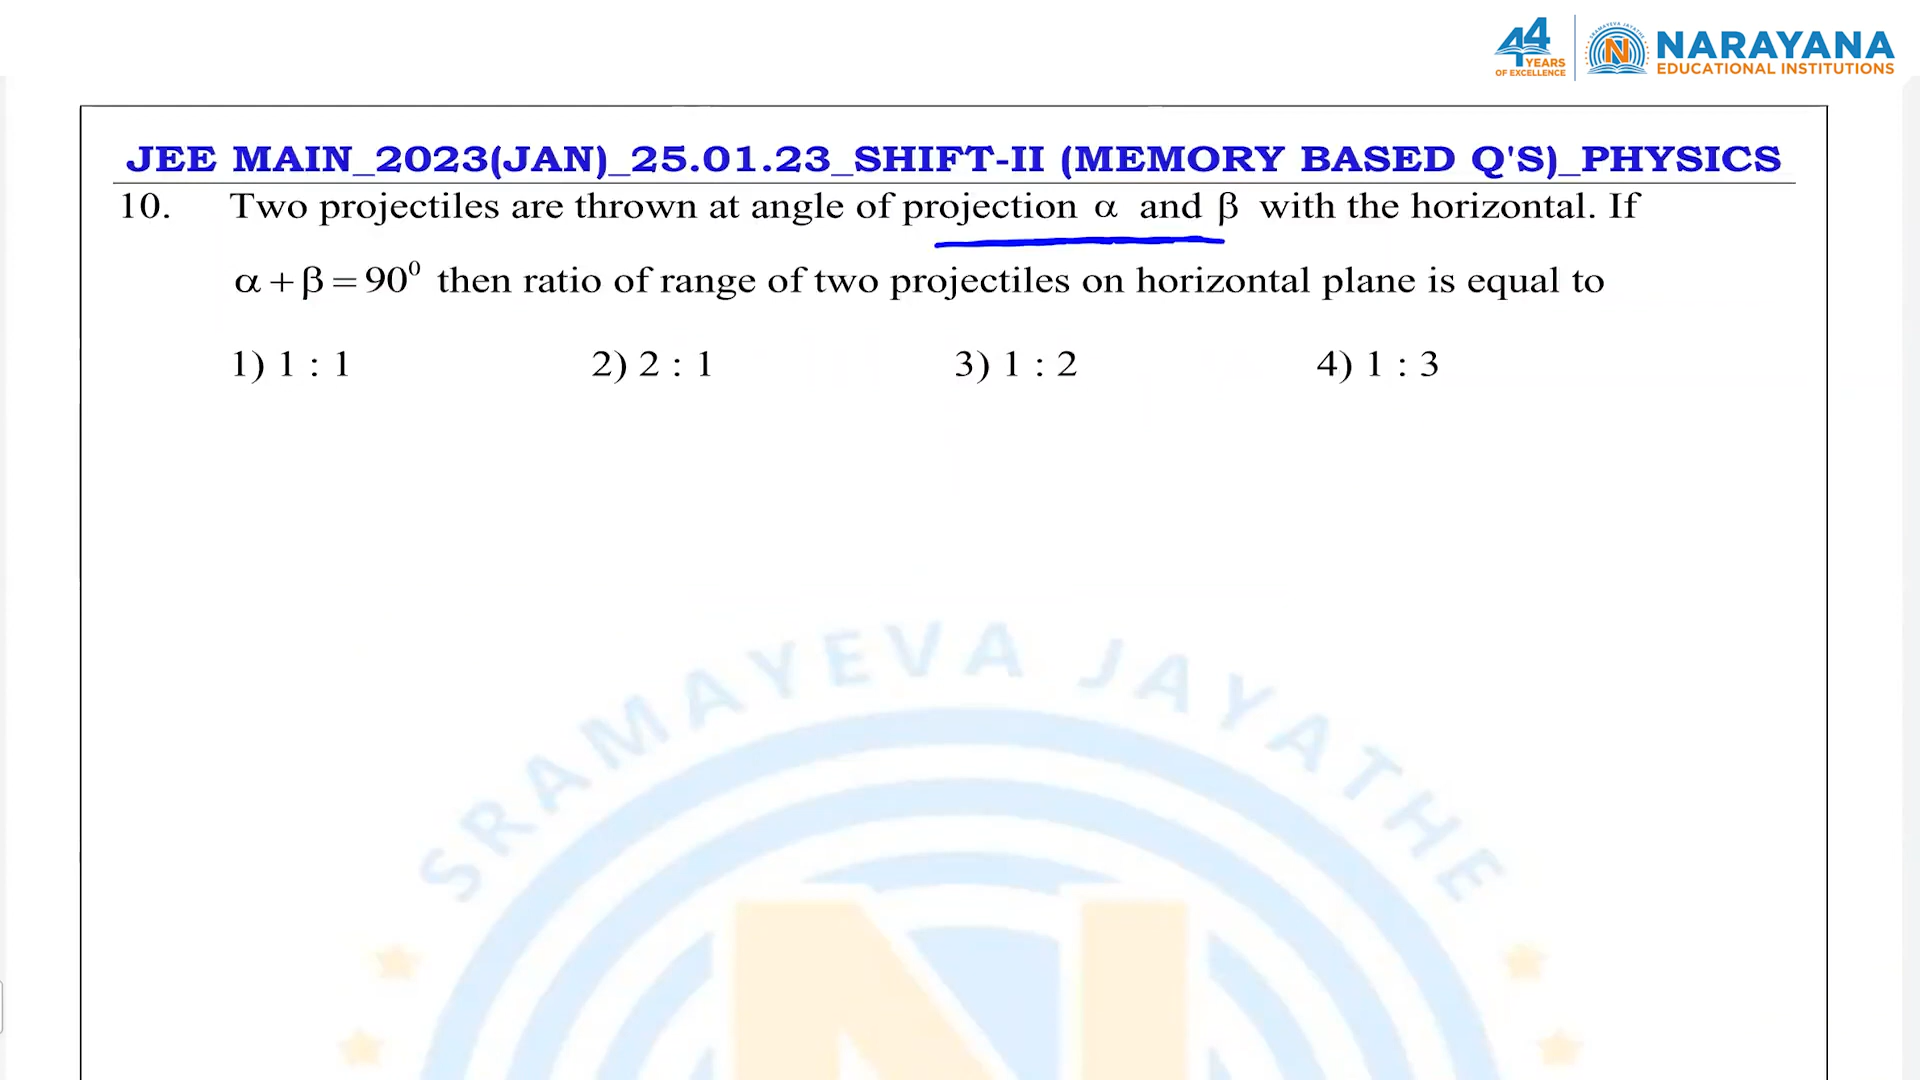 44 YEARS OF EXCELLENCE
SRAMAYEVA JAYATHE
N
NARAYANA
EDUCATIONAL INSTITUTIONS
JEE MAIN_2023(JAN)_25.01.23_SHIFT-II (MEMORY BASED Q'S)_PHYSICS
10. Two projectiles are thrown at angle of projection α and β with the horizontal. If
α + β = 90⁰ then ratio of range of two projectiles on horizontal plane is equal to
1) 1 : 1 2) 2 : 1 3) 1 : 2 4) 1 : 3
SRAMAYEVA JAYATHE
N